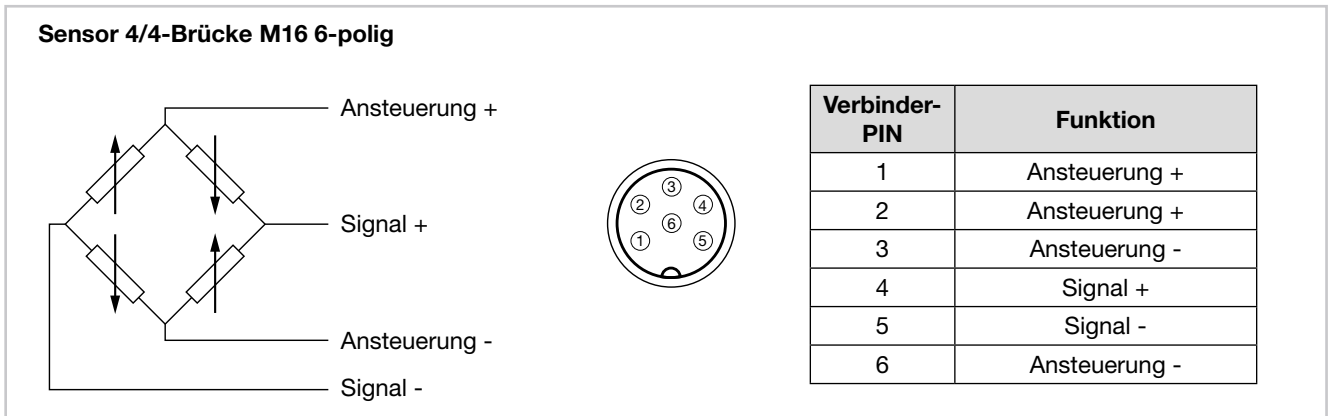 Sensor 4/4-Brücke M16 6-polig
Ansteuerung +
Signal +
Ansteuerung -
Signal -
3
2 4
6
1 5
Verbinder-
PIN Funktion
1 Ansteuerung +
2 Ansteuerung +
3 Ansteuerung -
4 Signal +
5 Signal -
6 Ansteuerung -